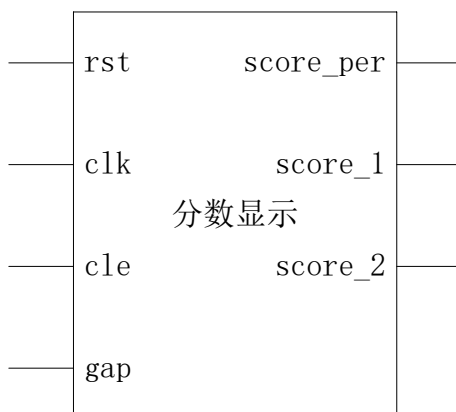 rst score_per
clk score_1
分数显示
cle score_2
gap